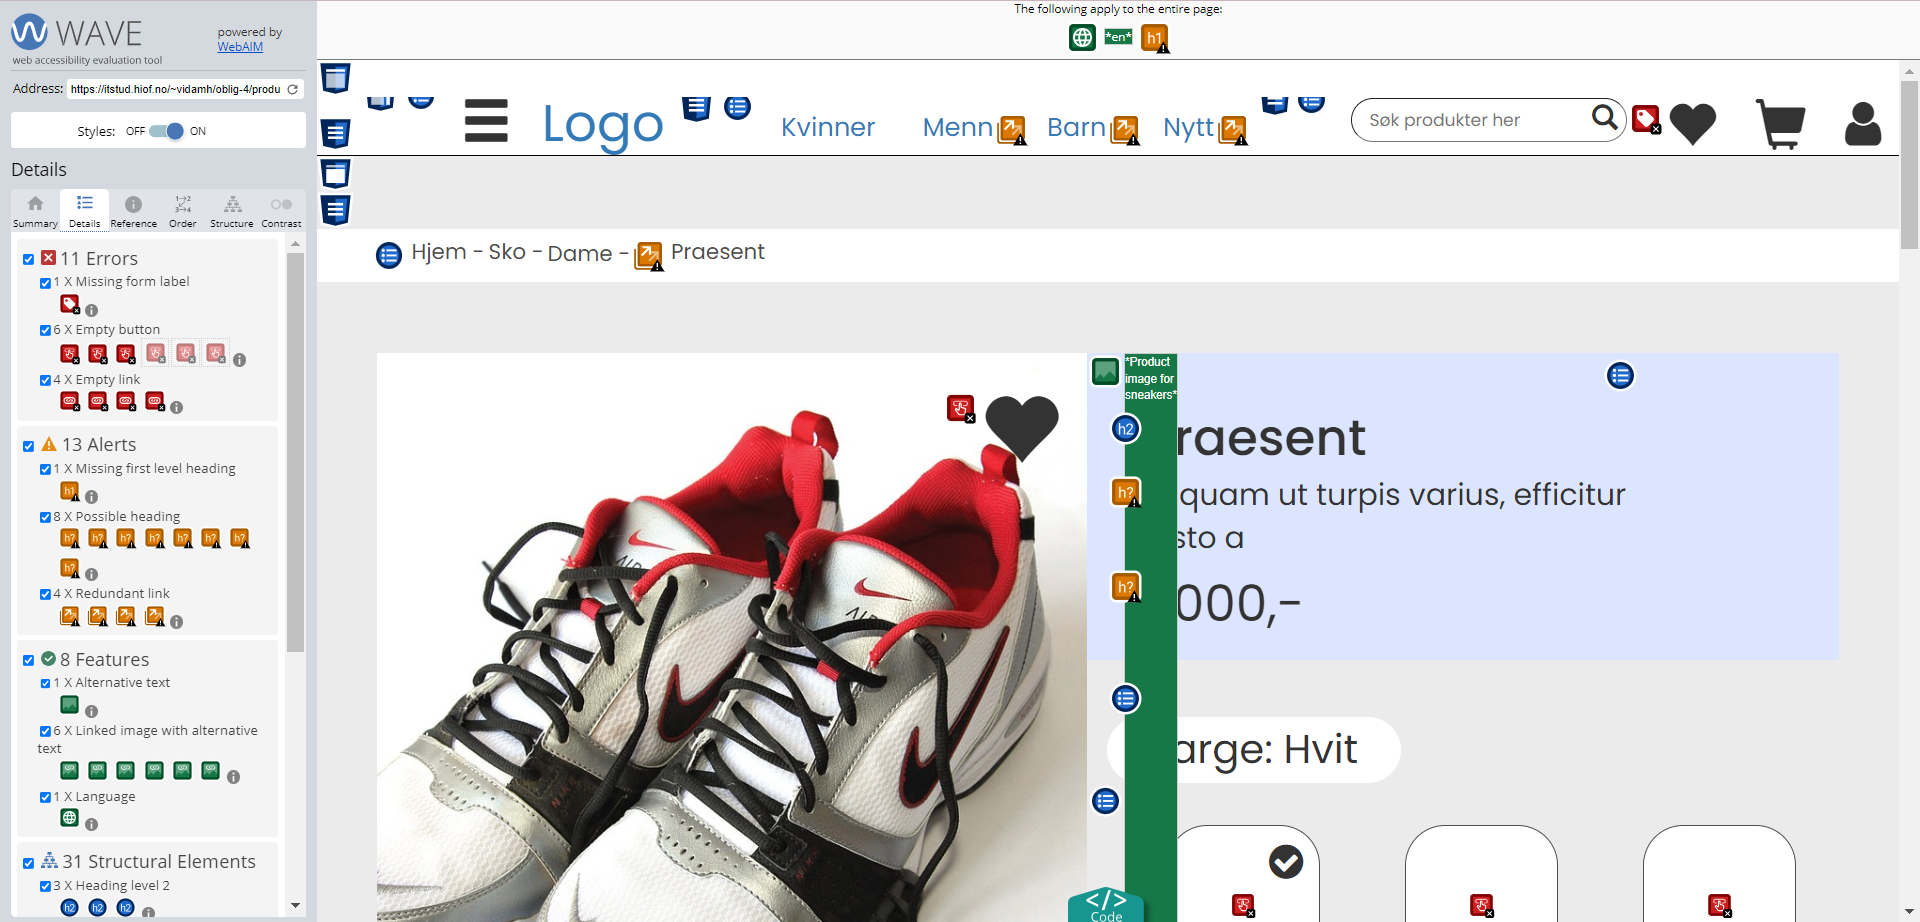 WAVE
powered by
WebAIM
web accessibility evaluation tool
Address: https://itstud.hiof.no/~vidamh/oblig-4/produ
Styles: OFF ON
Details
Summary Details Reference Order Structure Contrast
11 Errors
1 X Missing form label
6 X Empty button
4 X Empty link
13 Alerts
1 X Missing first level heading
h1
8 X Possible heading
h? h? h? h? h? h? h?
h?
4 X Redundant link
8 Features
1 X Alternative text
6 X Linked image with alternative
text
1 X Language
31 Structural Elements
3 X Heading level 2
h2 h2 h2
The following apply to the entire page:
*en* h1
Logo
Kvinner
Menn
Barn
Nytt
Søk produkter her
Hjem - Sko - Dame - Praesent
*Product
image for
sneakers*
h2
raesent
h?
quam ut turpis varius, efficitur
sto a
h?
000,-
arge: Hvit
</> 
Code